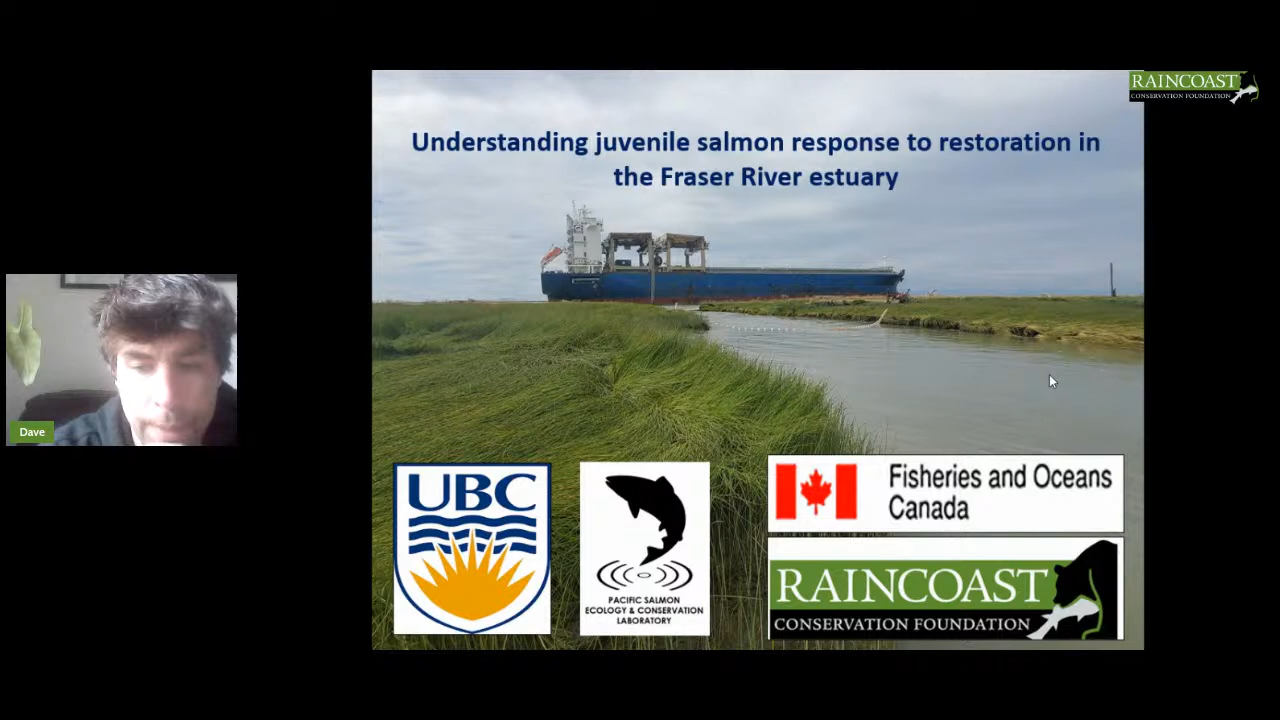 RAINCOAST
CONSERVATION FOUNDATION
Understanding juvenile salmon response to restoration in
the Fraser River estuary
Dave
UBC
PACIFIC SALMON
ECOLOGY & CONSERVATION
LABORATORY
Fisheries and Oceans
Canada
RAINCOAST
CONSERVATION FOUNDATION